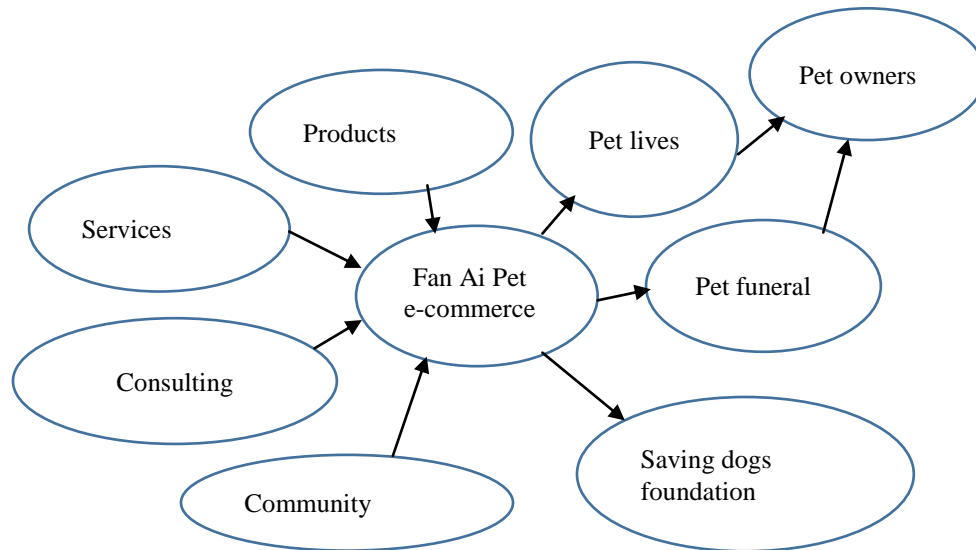 Pet owners
Products
Pet lives
Services
Fan Ai Pet
e-commerce
Pet funeral
Consulting
Saving dogs
foundation
Community